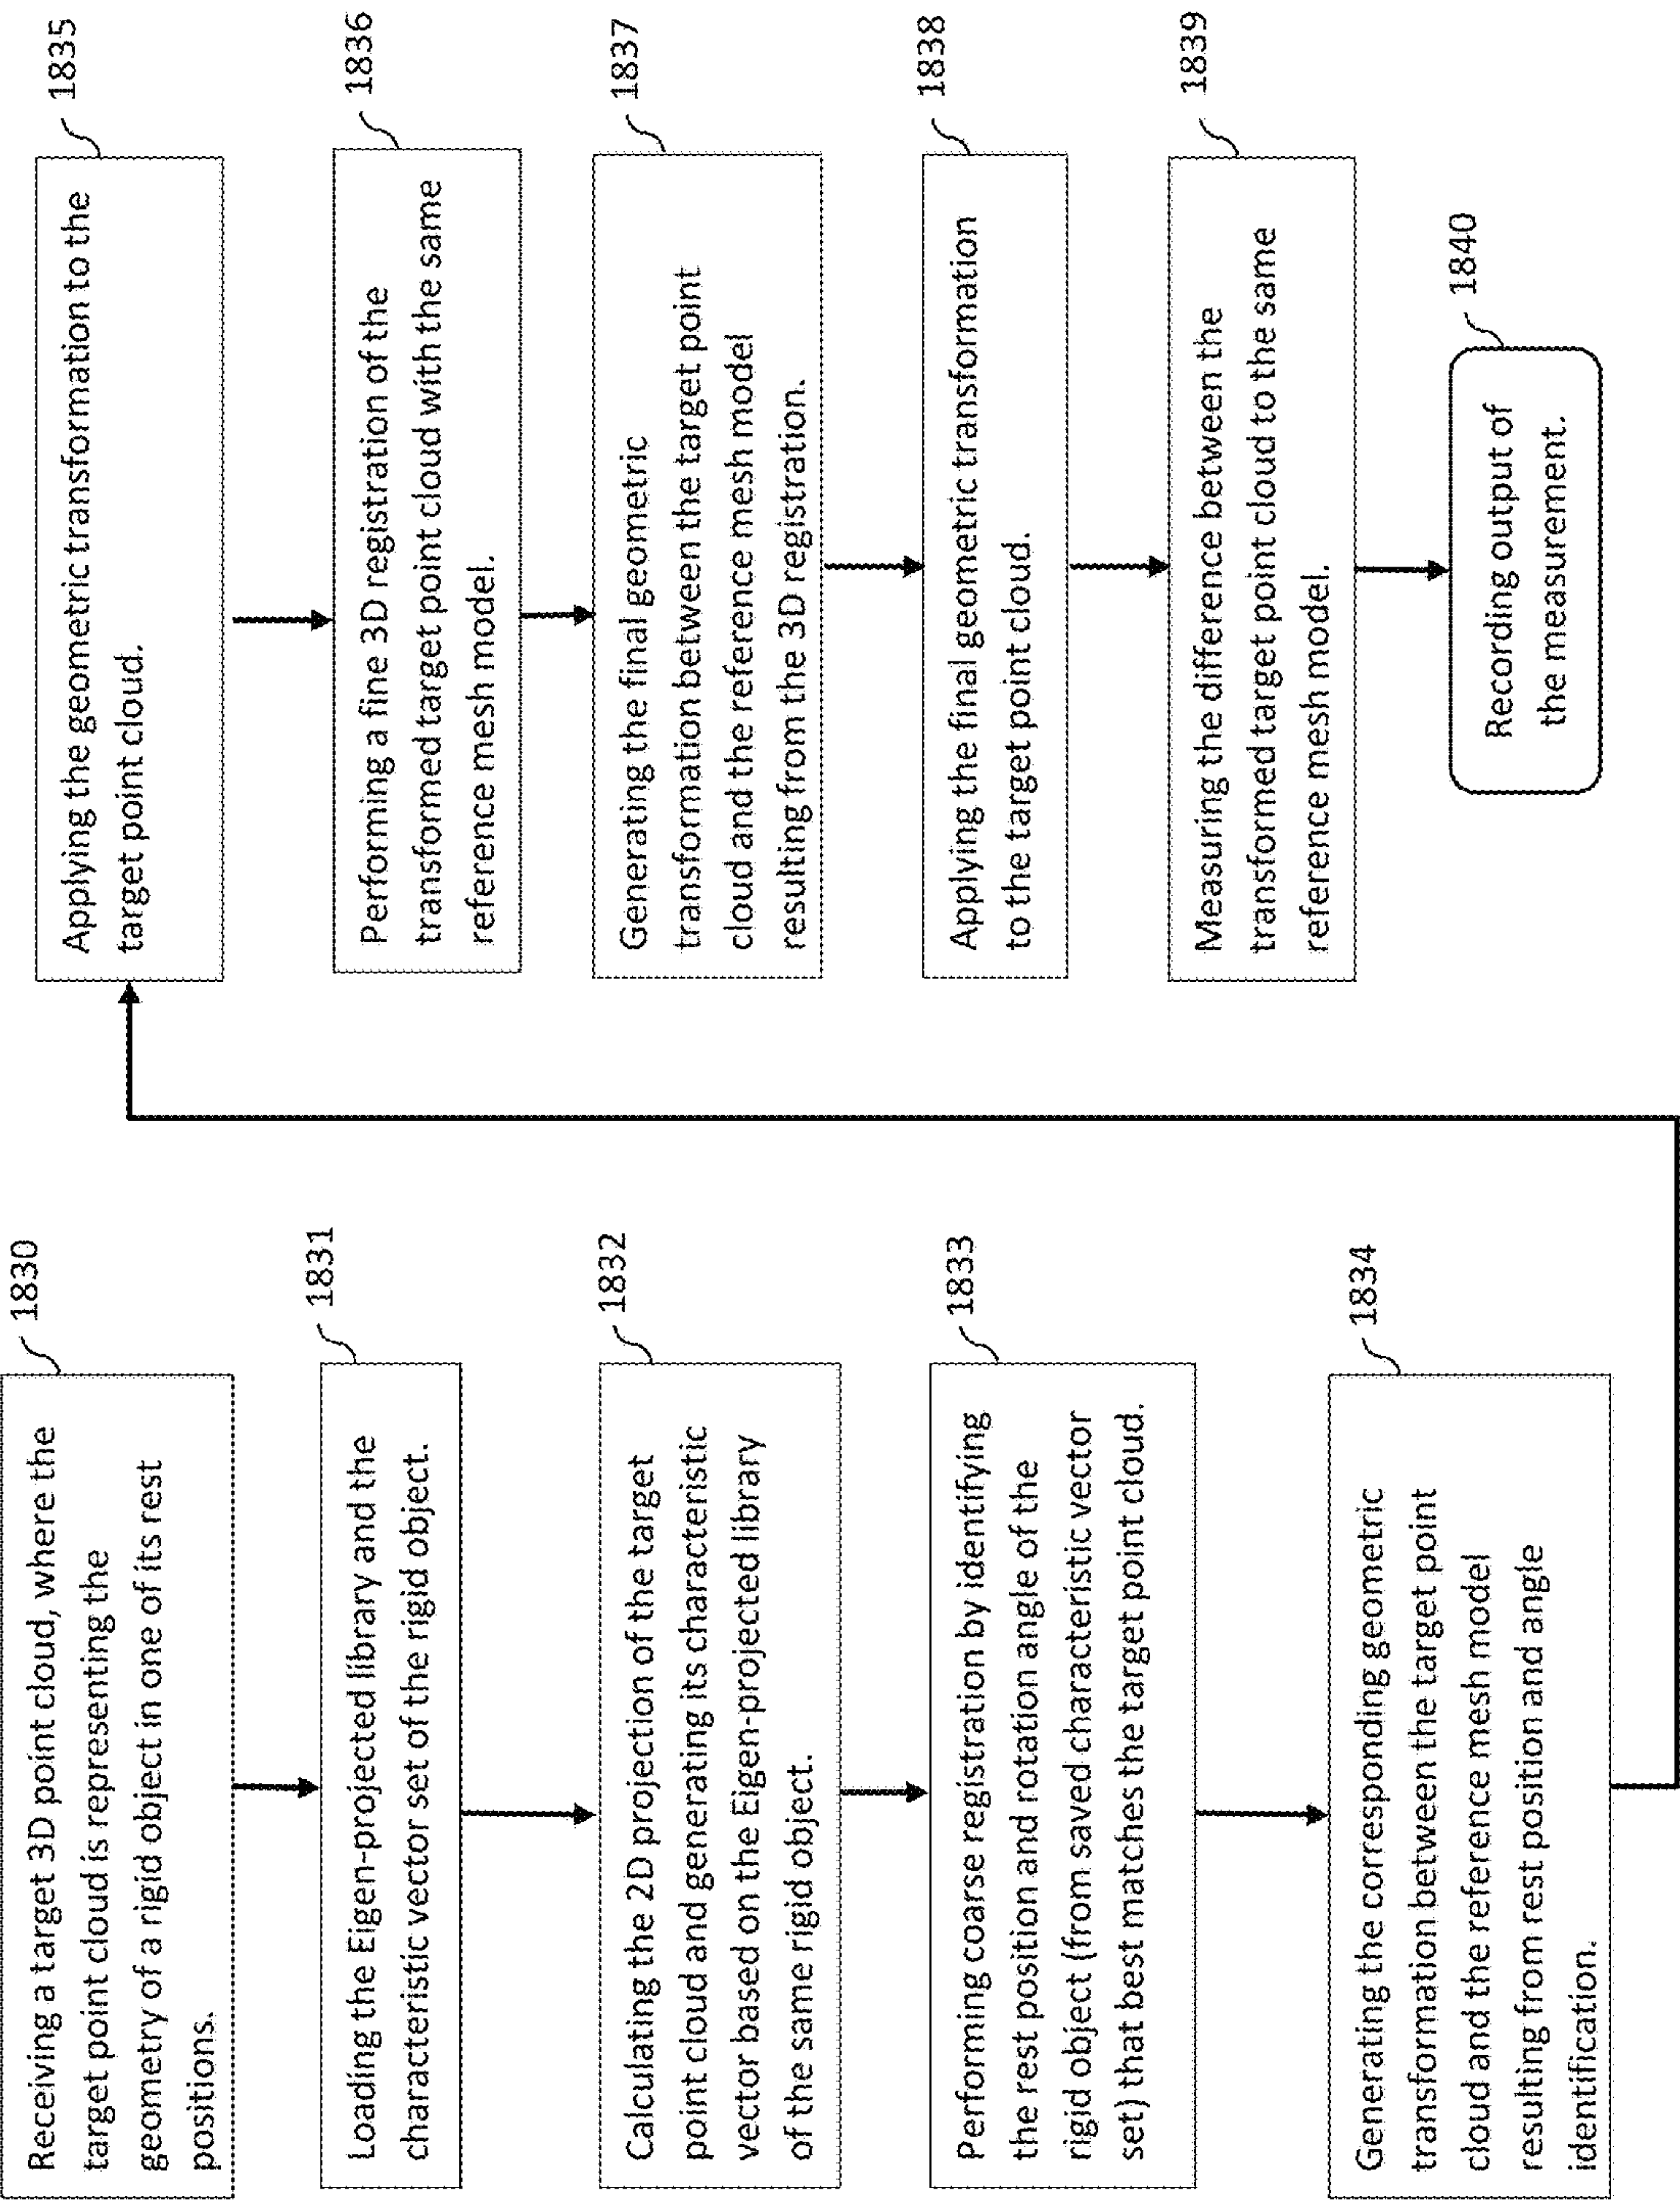 1830
Receiving a target 3D point cloud, where the
target point cloud is representing the
geometry of a rigid object in one of its rest
positions.
1831
Loading the Eigen-projected library and the
characteristic vector set of the rigid object.
1832
Calculating the 2D projection of the target
point cloud and generating its characteristic
vector based on the Eigen-projected library
of the same rigid object.
1833
Performing coarse registration by identifying
the rest position and rotation angle of the
rigid object (from saved characteristic vector
set) that best matches the target point cloud.
1834
Generating the corresponding geometric
transformation between the target point
cloud and the reference mesh model
resulting from rest position and angle
identification.
1835
Applying the geometric transformation to the
target point cloud.
1836
Performing a fine 3D registration of the
transformed target point cloud with the same
reference mesh model.
1837
Generating the final geometric
transformation between the target point
cloud and the reference mesh model
resulting from the 3D registration.
1838
Applying the final geometric transformation
to the target point cloud.
1839
Measuring the difference between the
transformed target point cloud to the same
reference mesh model.
1840
Recording output of
the measurement.